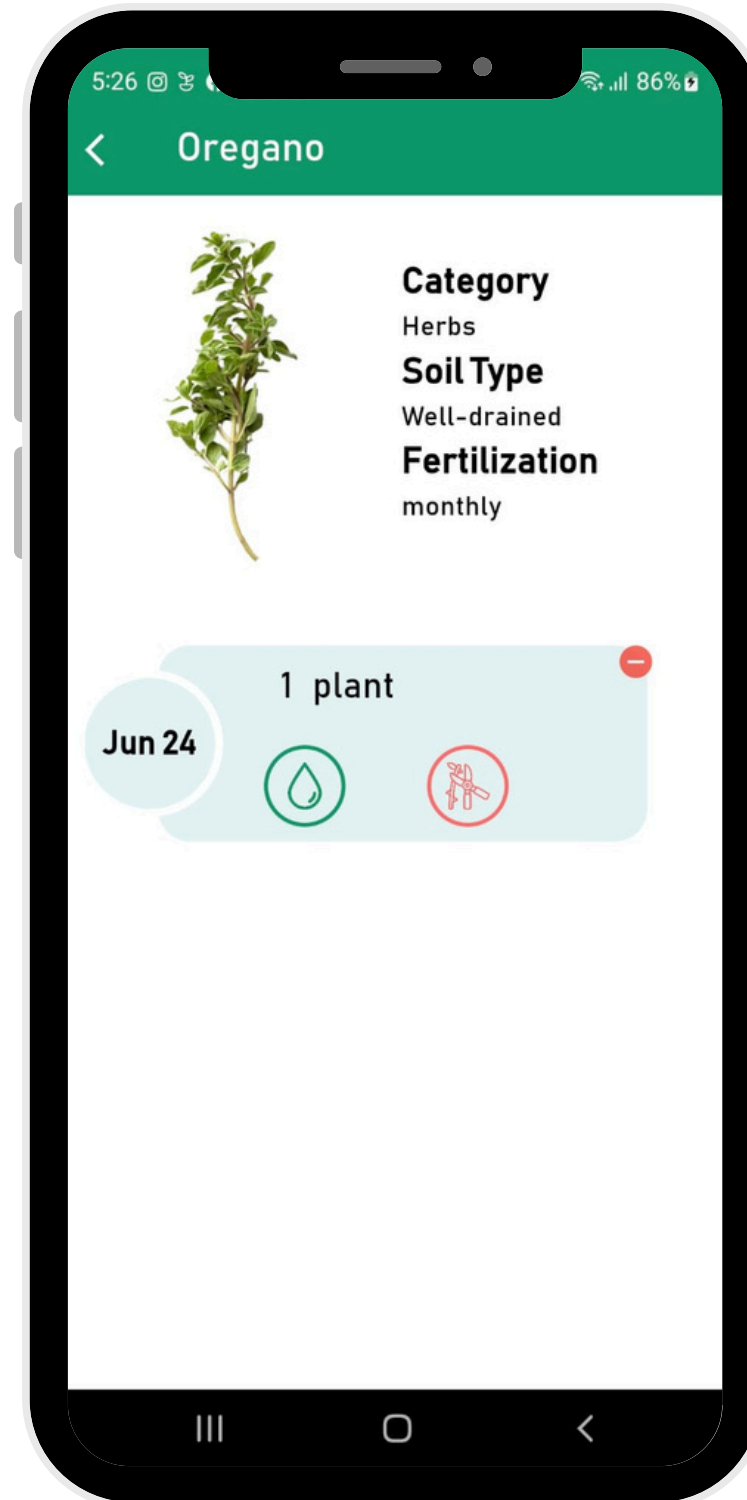 5:26 86%
Oregano
Category
Herbs
Soil Type
Well-drained
Fertilization
monthly
1 plant
Jun 24